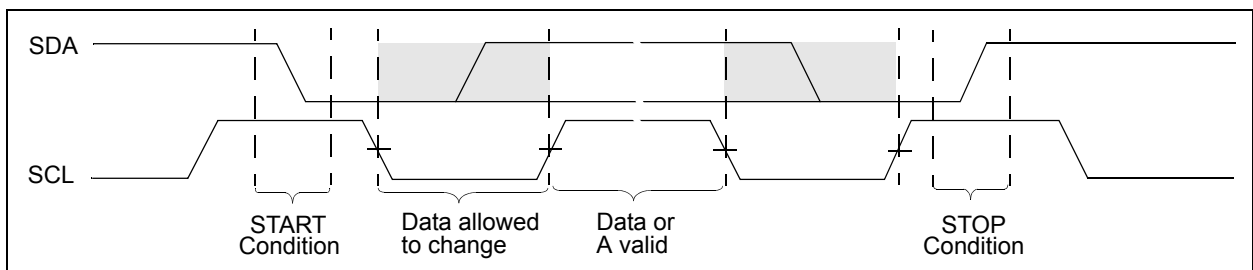 SDA
SCL
START
Condition
Data allowed
to change
Data or
A valid
STOP
Condition